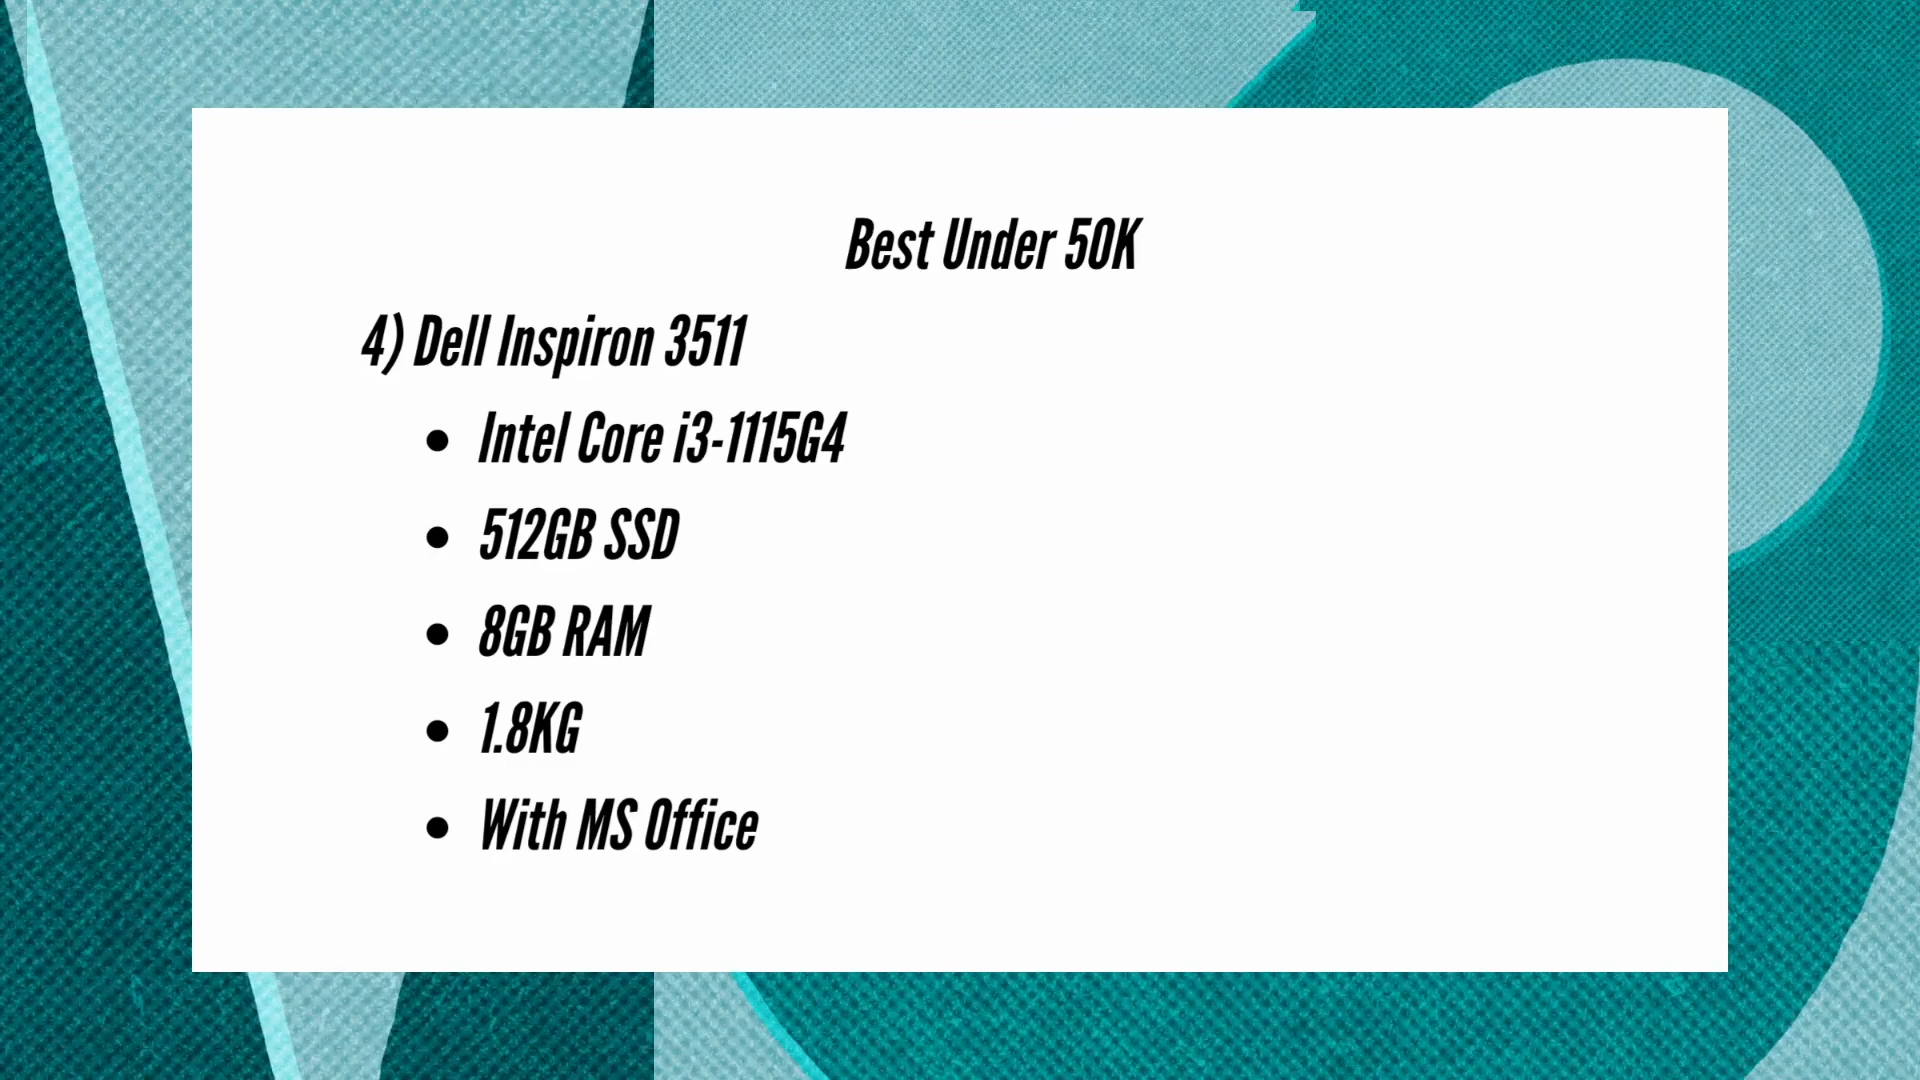 Best Under 50K
4) Dell Inspiron 3511
• Intel Core i3-1115G4
• 512GB SSD
• 8GB RAM
• 1.8KG
• With MS Office